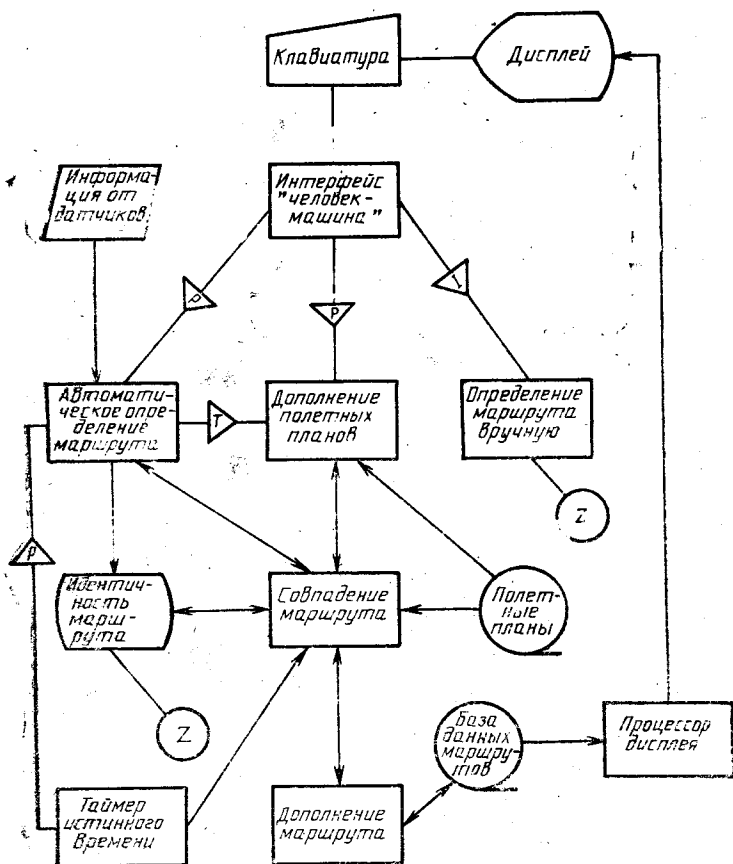 Клавиатура
Дисплей
Информа-
ция от
датчиков
Интерфейс
"человек-
машина"
P
P
I
Автомати-
ческое опре-
деление
маршрута
T
Дополнение
полетных
планов
Определение
маршрута
вручную
Z
P
Идентич-
ность
марш-
рута
Совпадение
маршрута
Полет-
ные
планы
Z
База
данных
маршру-
тов
Процессор
дисплея
Таймер
истинного
времени
Дополнение
маршрута